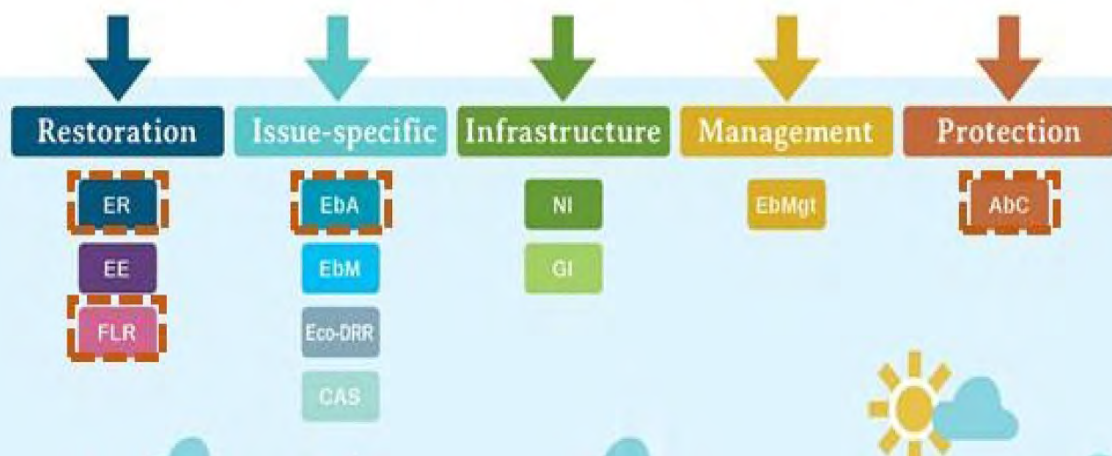 Restoration
Issue-specific
Infrastructure
Management
Protection
ER
EbA
NI
EbMgt
AbC
EE
EbM
GI
FLR
Eco-DRR
CAS